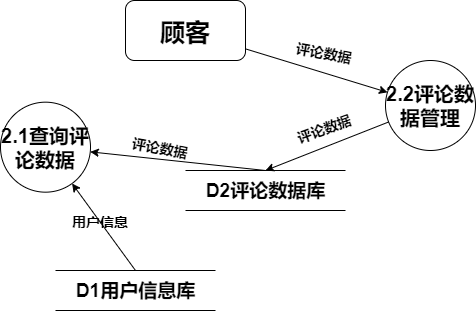 顾客
评论数据
2.2评论数
据管理
评论数据
2.1查询评
论数据
评论数据
D2评论数据库
用户信息
D1用户信息库